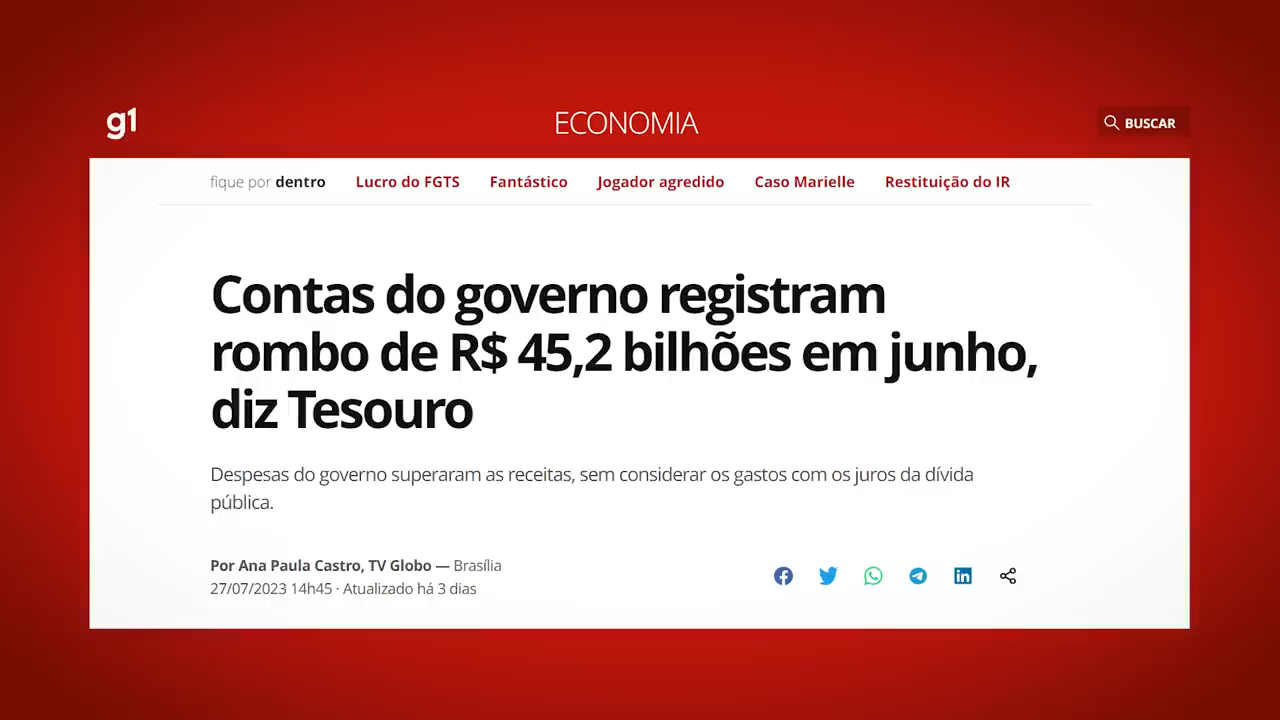 g1
ECONOMIA
BUSCAR
fique por dentro Lucro do FGTS Fantástico Jogador agredido Caso Marielle Restituição do IR
Contas do governo registram
rombo de R$ 45,2 bilhões em junho,
diz Tesouro
Despesas do governo superaram as receitas, sem considerar os gastos com os juros da dívida
pública.
Por Ana Paula Castro, TV Globo — Brasília
27/07/2023 14h45 · Atualizado há 3 dias